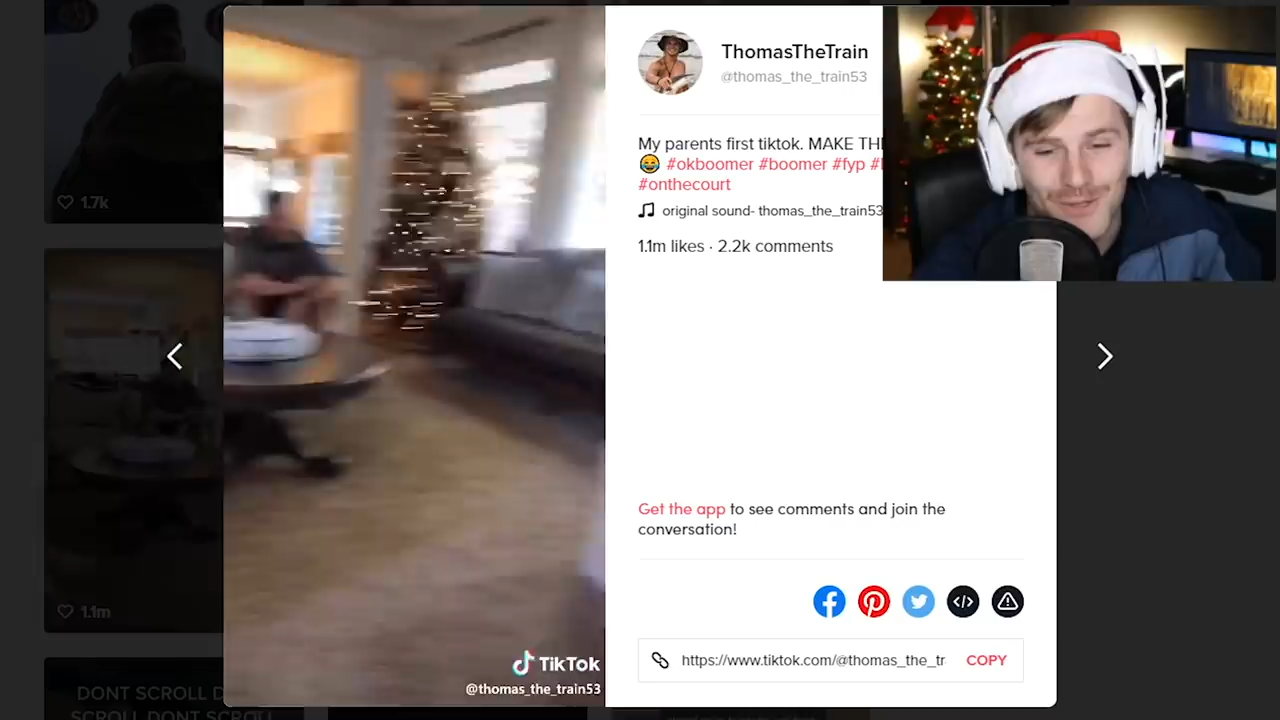 ThomasTheTrain
@thomas_the_train53
My parents first tiktok. MAKE
#okboomer #boomer #fyp
#onthecourt
original sound- thomas_the_train53
1.1m likes · 2.2k comments
Get the app to see comments and join the
conversation!
https://www.tiktok.com/@thomas_the_tr
COPY
TikTok
@thomas_the_train53
1.7k
1.1m
DONT SCROLL D
SCROLL DONT SCROLL